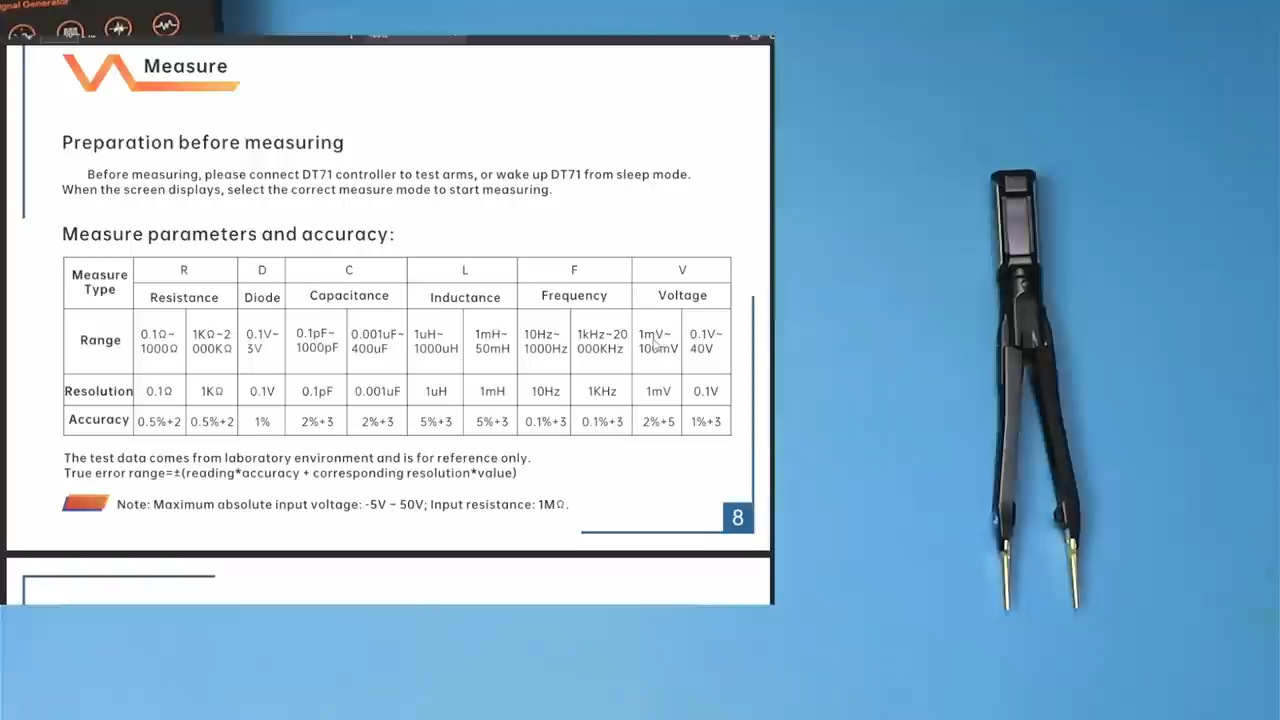 Signal Generator
Measure
Preparation before measuring
Before measuring, please connect DT71 controller to test arms, or wake up DT71 from sleep mode.
When the screen displays, select the correct measure mode to start measuring.
Measure parameters and accuracy:
Measure Type R D C L F V
Resistance Diode Capacitance Inductance Frequency Voltage
Range 0.1Ω~1000Ω 1KΩ~2000KΩ 0.1V~3V 0.1pF~1000pF 0.001uF~400uF 1uH~1000uH 1mH~50mH 10Hz~1000Hz 1kHz~20000KHz 1mV~100mV 0.1V~40V
Resolution 0.1Ω 1KΩ 0.1V 0.1pF 0.001uF 1uH 1mH 10Hz 1KHz 1mV 0.1V
Accuracy 0.5%+2 0.5%+2 1% 2%+3 2%+3 5%+3 5%+3 0.1%+3 0.1%+3 2%+5 1%+3
The test data comes from laboratory environment and is for reference only.
True error range=±(reading*accuracy + corresponding resolution*value)
Note: Maximum absolute input voltage: -5V – 50V; Input resistance: 1MΩ.
8